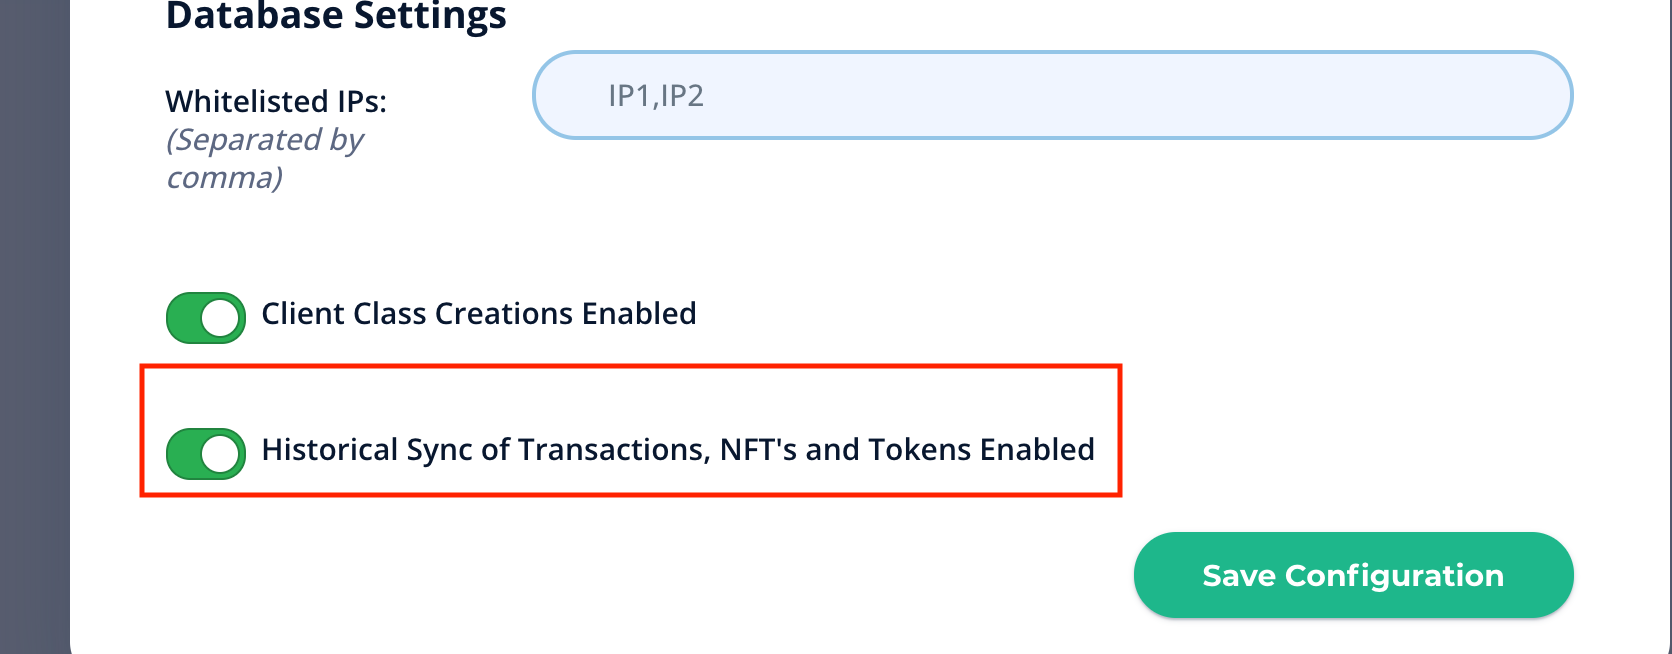 Database Settings
Whitelisted IPs:
(Separated by
comma)
IP1,IP2
Client Class Creations Enabled
Historical Sync of Transactions, NFT's and Tokens Enabled
Save Configuration